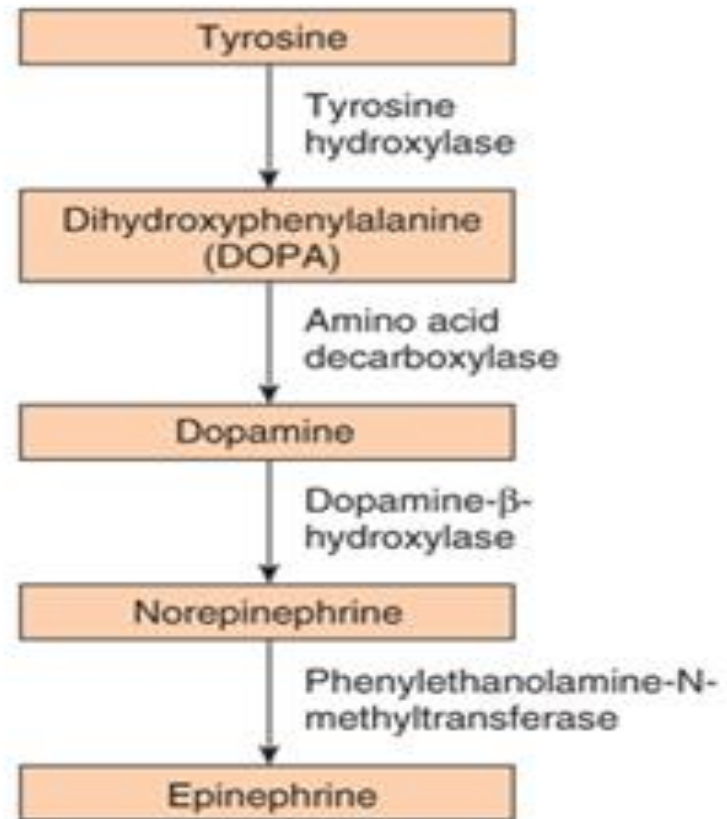 Tyrosine
Tyrosine
hydroxylase
Dihydroxyphenylalanine
(DOPA)
Amino acid
decarboxylase
Dopamine
Dopamine-β-
hydroxylase
Norepinephrine
Phenylethanolamine-N-
methyltransferase
Epinephrine